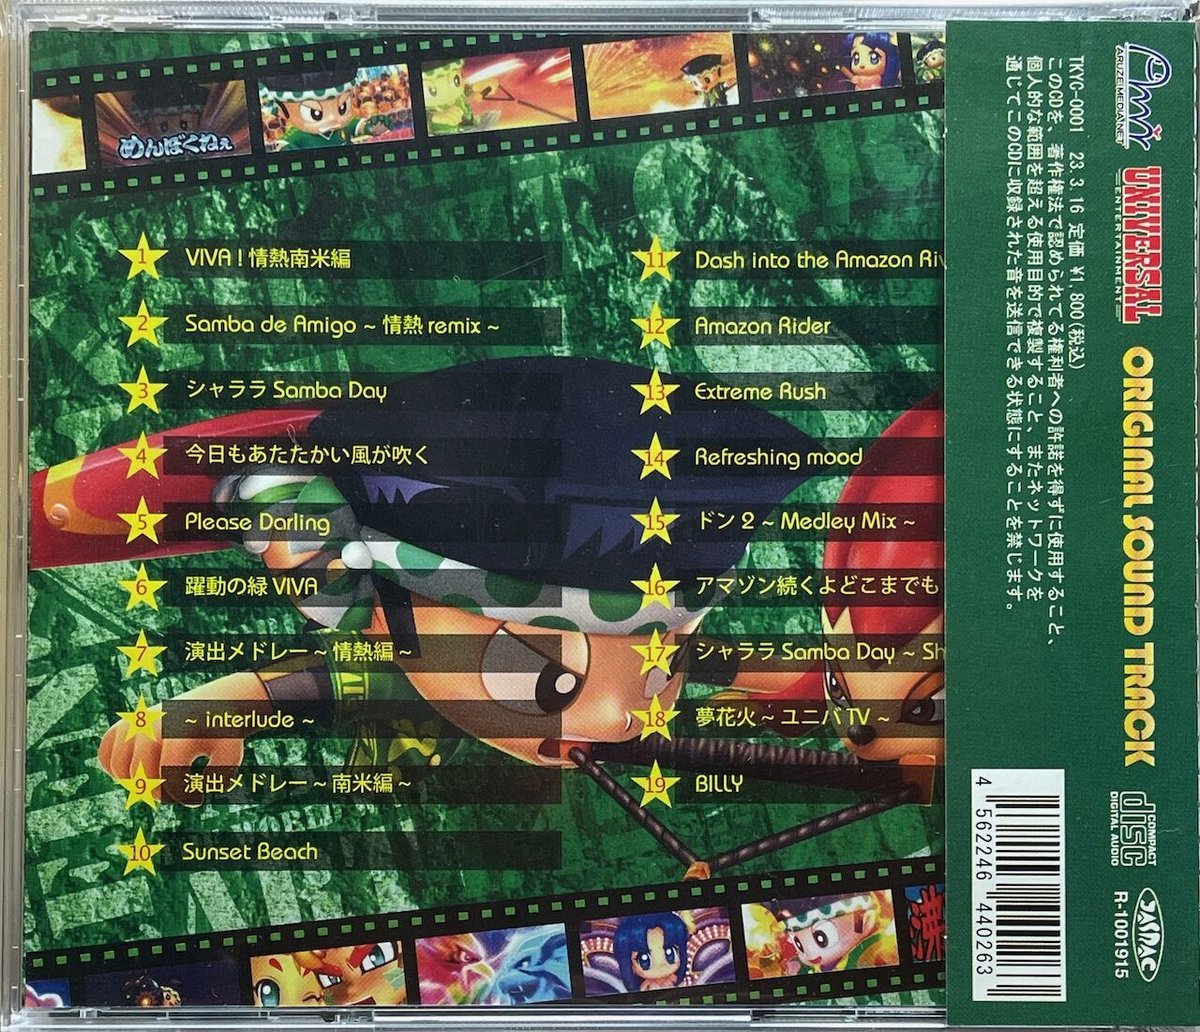 めんぼくねぇ
1 VIVA！情熱南米編
2 Samba de Amigo ~ 情熱 remix ~
3 シャララ Samba Day
4 今日もあたたかい風が吹く
5 Please Darling
6 躍動の緑 VIVA
7 演出メドレー ~ 情熱編 ~
8 ~ interlude ~
9 演出メドレー ~ 南米編 ~
10 Sunset Beach
11 Dash into the Amazon
12 Amazon Rider
13 Extreme Rush
14 Refreshing mood
15 ドン 2 ~ Medley Mix ~
16 アマゾン続くよどこまでも
17 シャララ Samba Day ~ Sh
18 夢花火 ~ ユニバ TV ~
19 BILLY
ARUZE MEDIA NET
UNIVERSAL
ENTERTAINMENT
ORIGINAL SOUND TRACK
COMPACT
disc
DIGITAL AUDIO
JASRAC
R-1001915
TKYC-0001 23.3.16 定価 ¥1,800(税込)
このCDを、著作権法で認められてる権利者への許諾を得ずに使用すること、
個人的な範囲を超える使用目的で複製すること、またネットワークを
通じてこのCDに収録された音を送信できる状態にすることを禁じます。
4 562246 440263